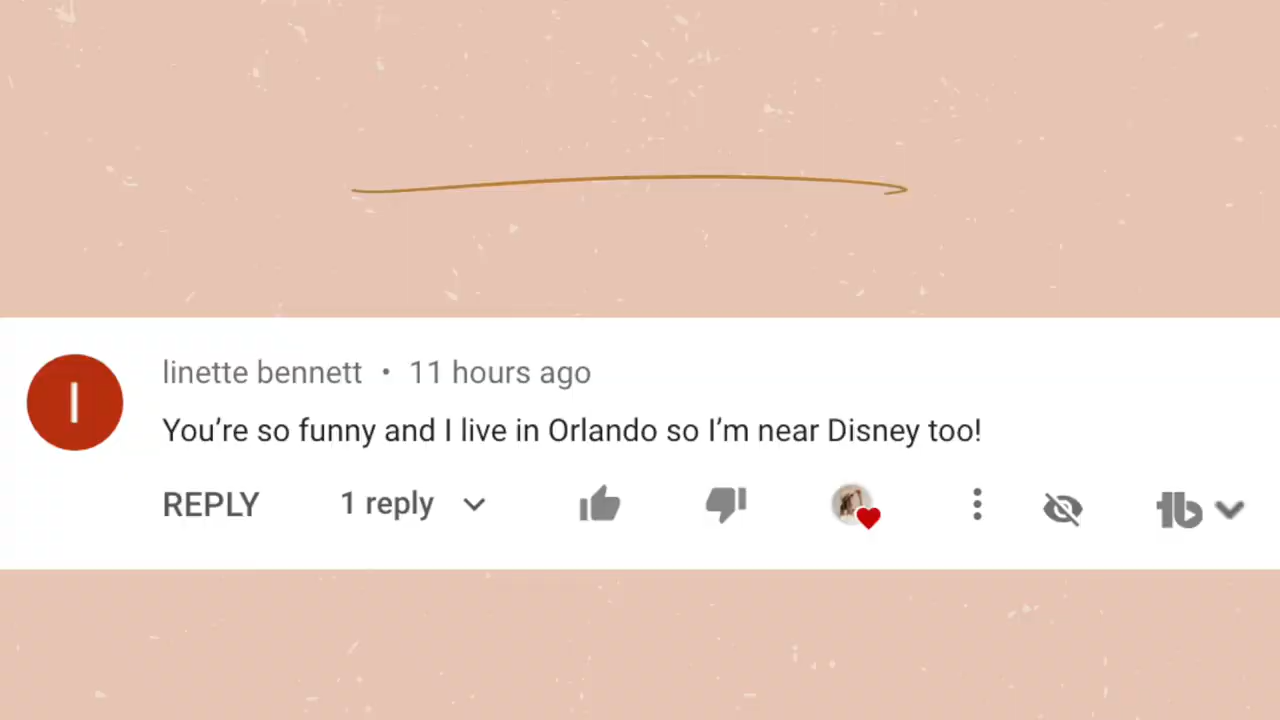 l
linette bennett • 11 hours ago
You’re so funny and I live in Orlando so I’m near Disney too!
REPLY 1 reply
tb